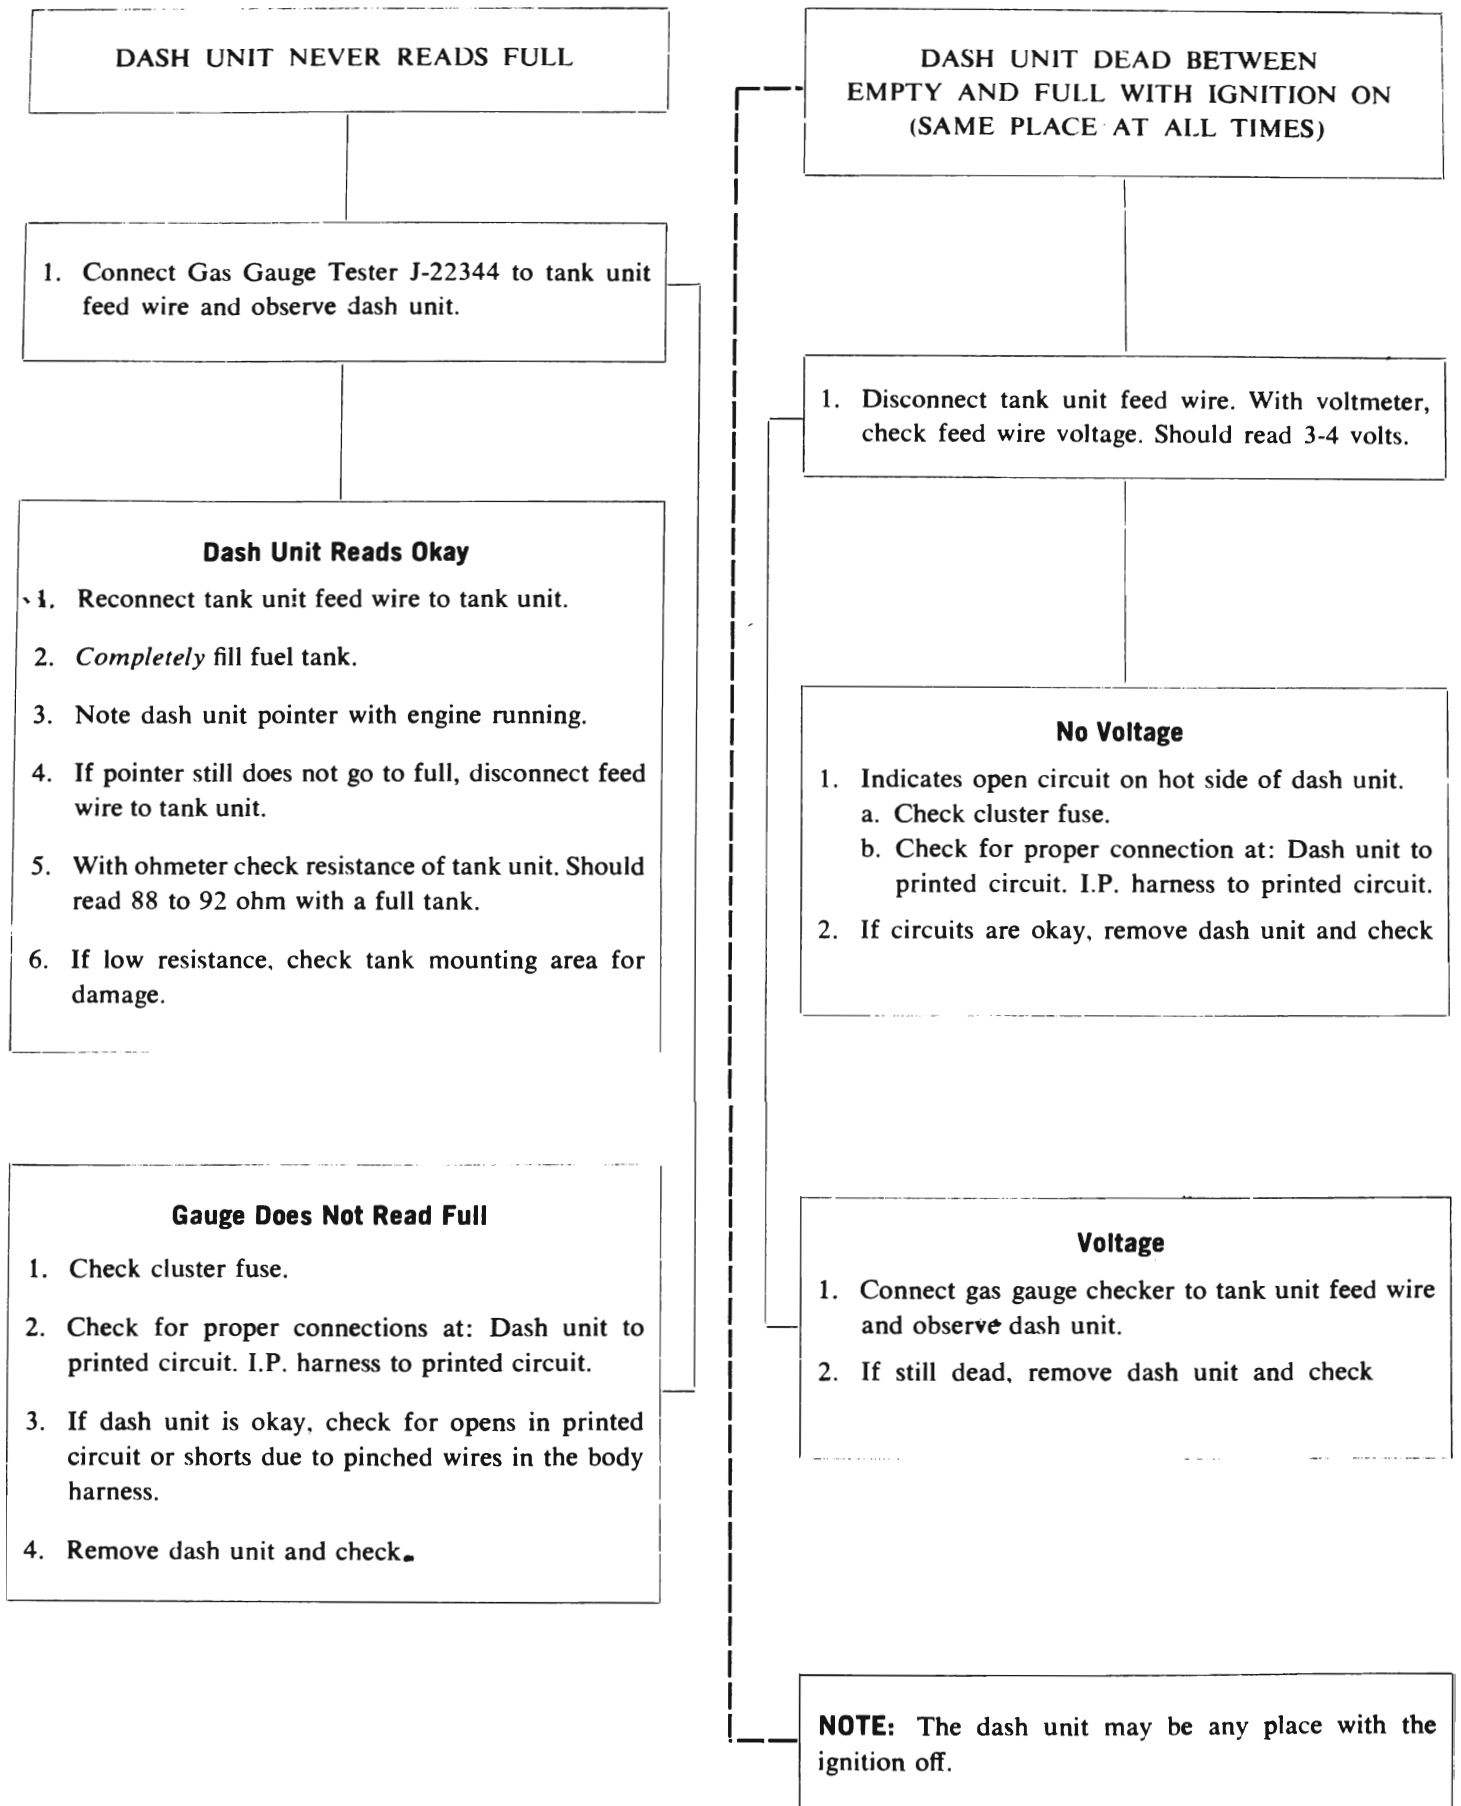 DASH UNIT NEVER READS FULL
1. Connect Gas Gauge Tester J-22344 to tank unit
feed wire and observe dash unit.
Dash Unit Reads Okay
1. Reconnect tank unit feed wire to tank unit.
2. Completely fill fuel tank.
3. Note dash unit pointer with engine running.
4. If pointer still does not go to full, disconnect feed
wire to tank unit.
5. With ohmeter check resistance of tank unit. Should
read 88 to 92 ohm with a full tank.
6. If low resistance, check tank mounting area for
damage.
Gauge Does Not Read Full
1. Check cluster fuse.
2. Check for proper connections at: Dash unit to
printed circuit. I.P. harness to printed circuit.
3. If dash unit is okay, check for opens in printed
circuit or shorts due to pinched wires in the body
harness.
4. Remove dash unit and check.
DASH UNIT DEAD BETWEEN
EMPTY AND FULL WITH IGNITION ON
(SAME PLACE AT ALL TIMES)
1. Disconnect tank unit feed wire. With voltmeter,
check feed wire voltage. Should read 3-4 volts.
No Voltage
1. Indicates open circuit on hot side of dash unit.
a. Check cluster fuse.
b. Check for proper connection at: Dash unit to
printed circuit. I.P. harness to printed circuit.
2. If circuits are okay, remove dash unit and check
Voltage
1. Connect gas gauge checker to tank unit feed wire
and observe dash unit.
2. If still dead, remove dash unit and check
NOTE: The dash unit may be any place with the
ignition off.